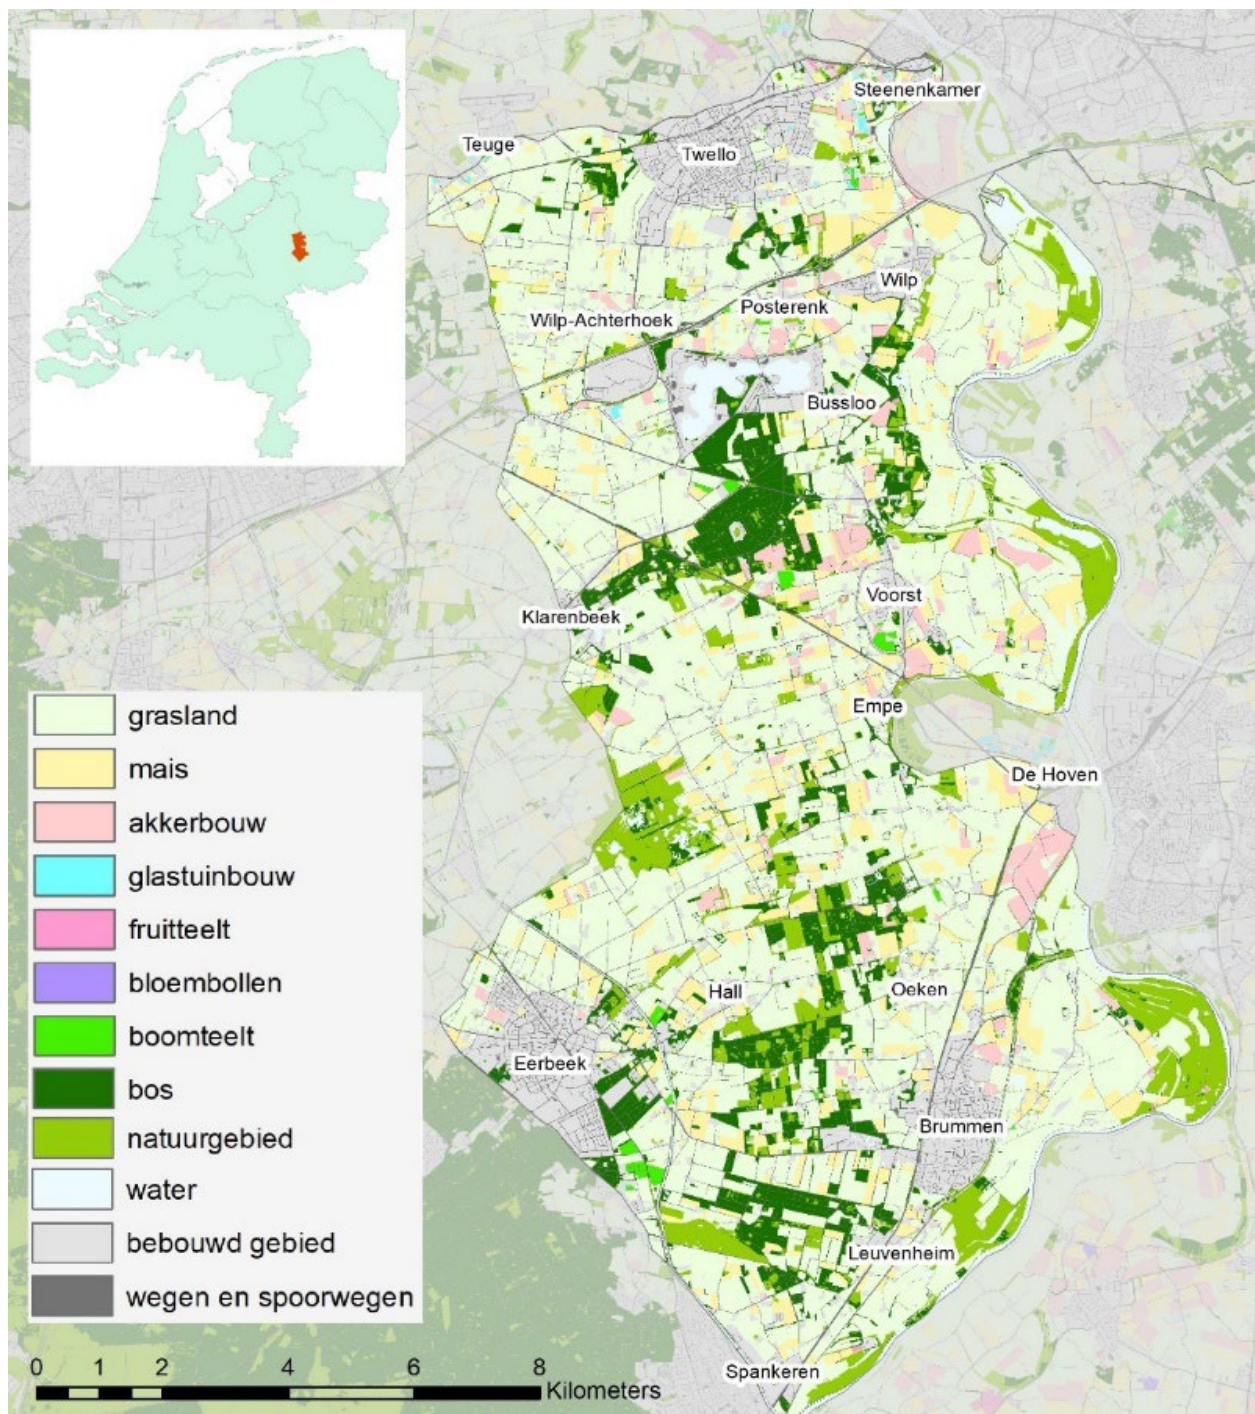 Steenenkamer
Teuge
Twello
Wilp
Posterenk
Wilp-Achterhoek
Bussloo
Voorst
Klarenbeek
Empe
De Hoven
Hall
Oeken
Eerbeek
Brummen
Leuvenheim
Spankeren
grasland
mais
akkerbouw
glastuinbouw
fruitteelt
bloembollen
boomteelt
bos
natuurgebied
water
bebouwd gebied
wegen en spoorwegen
0 1 2 4 6 8
Kilometers